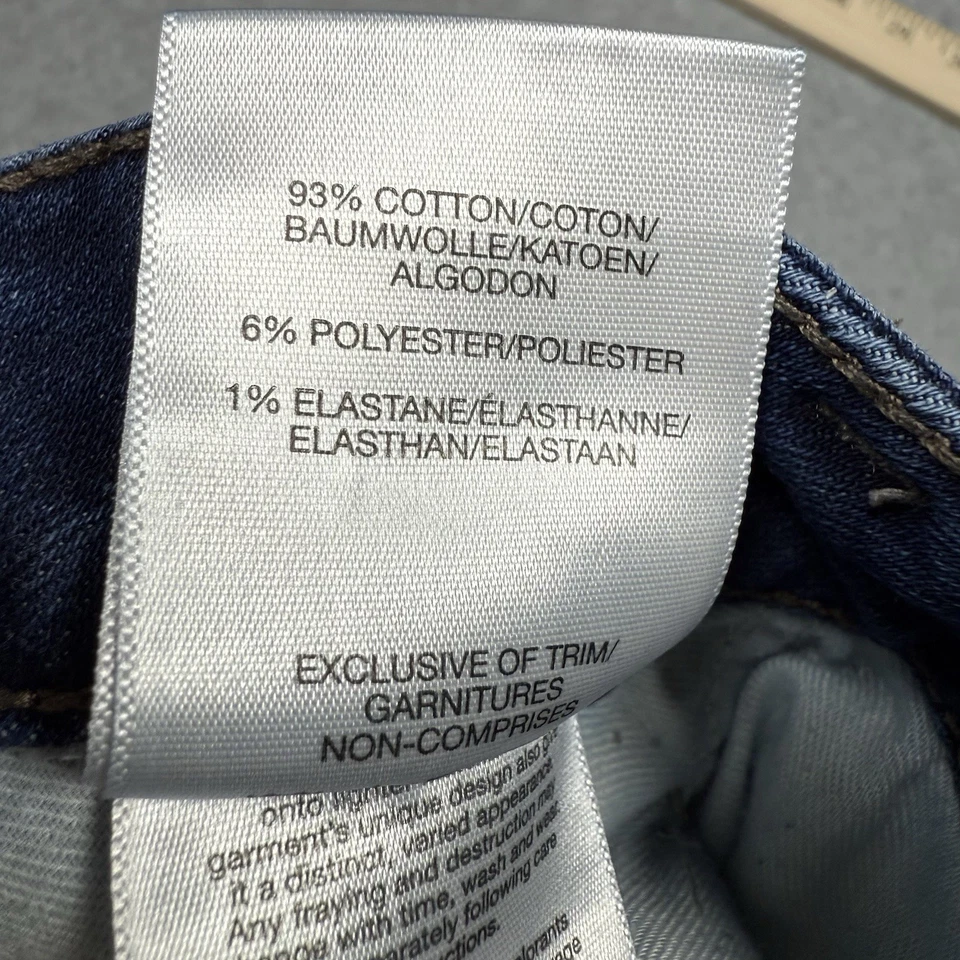 93% COTTON/COTON/
BAUMWOLLE/KATOEN/
ALGODON
6% POLYESTER/POLIESTER
1% ELASTANE/ÉLASTHANNE/
ELASTHAN/ELASTAAN
EXCLUSIVE OF TRIM/
GARNITURES
NON-COMPRISES
onto
garment's unique design also
it a distinct, varied appearance
Any fraying and destruction may
with time, wash and wear
following care